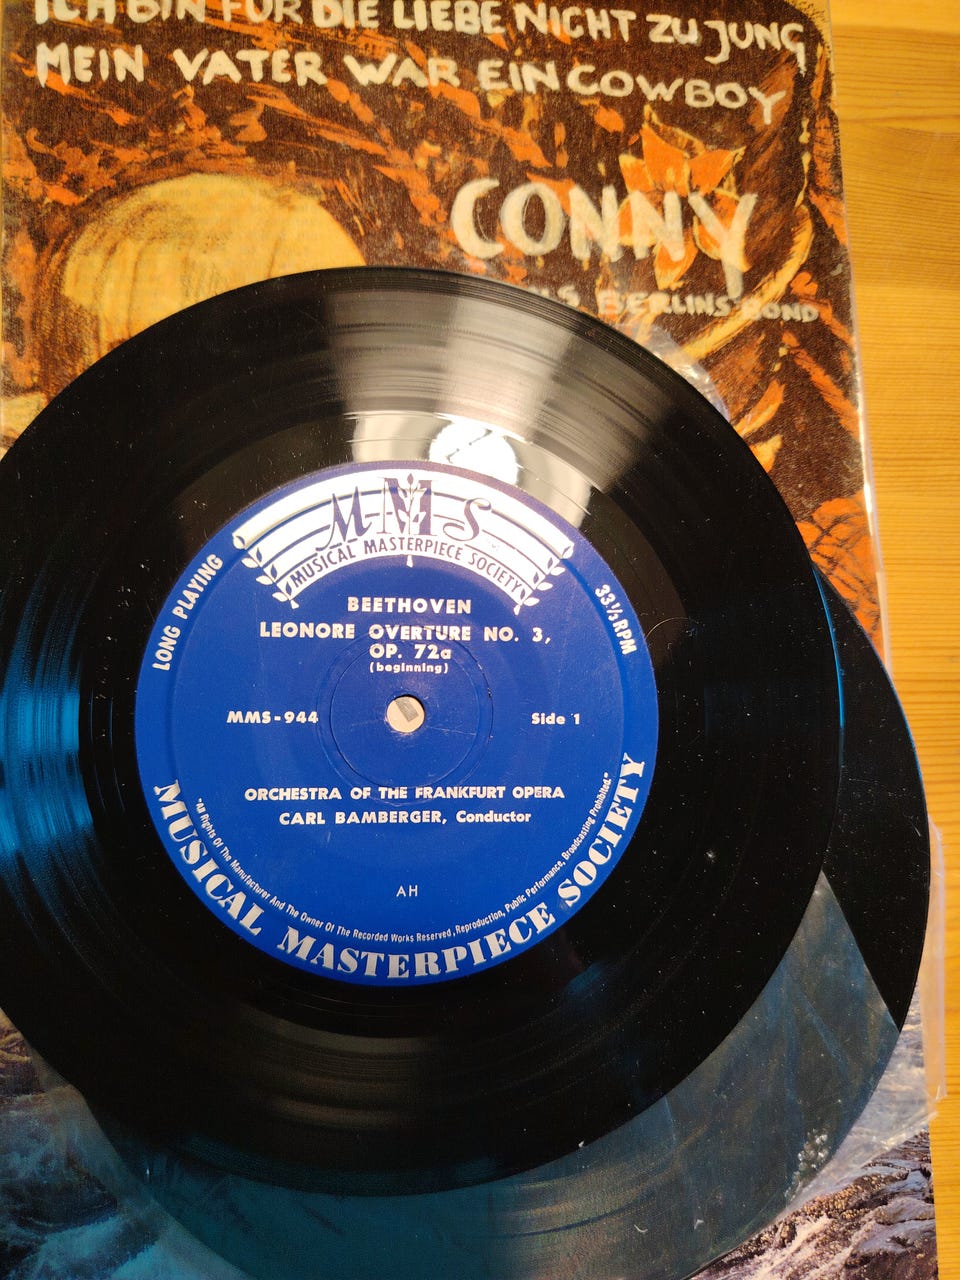 ICH BIN FÜR DIE LIEBE NICHT ZU JUNG
MEIN VATER WAR EIN COWBOY
CONNY
BERLINS BOND
MMS
MUSICAL MASTERPIECE SOCIETY
LONG PLAYING
33⅓ RPM
BEETHOVEN
LEONORE OVERTURE NO. 3,
OP. 72a
(beginning)
MMS-944
Side 1
ORCHESTRA OF THE FRANKFURT OPERA
CARL BAMBERGER, Conductor
AH
"All Rights Of The Manufacturer And The Owner Of The Recorded Works Reserved, Reproduction, Public Performance, Broadcasting Prohibited."
MUSICAL MASTERPIECE SOCIETY